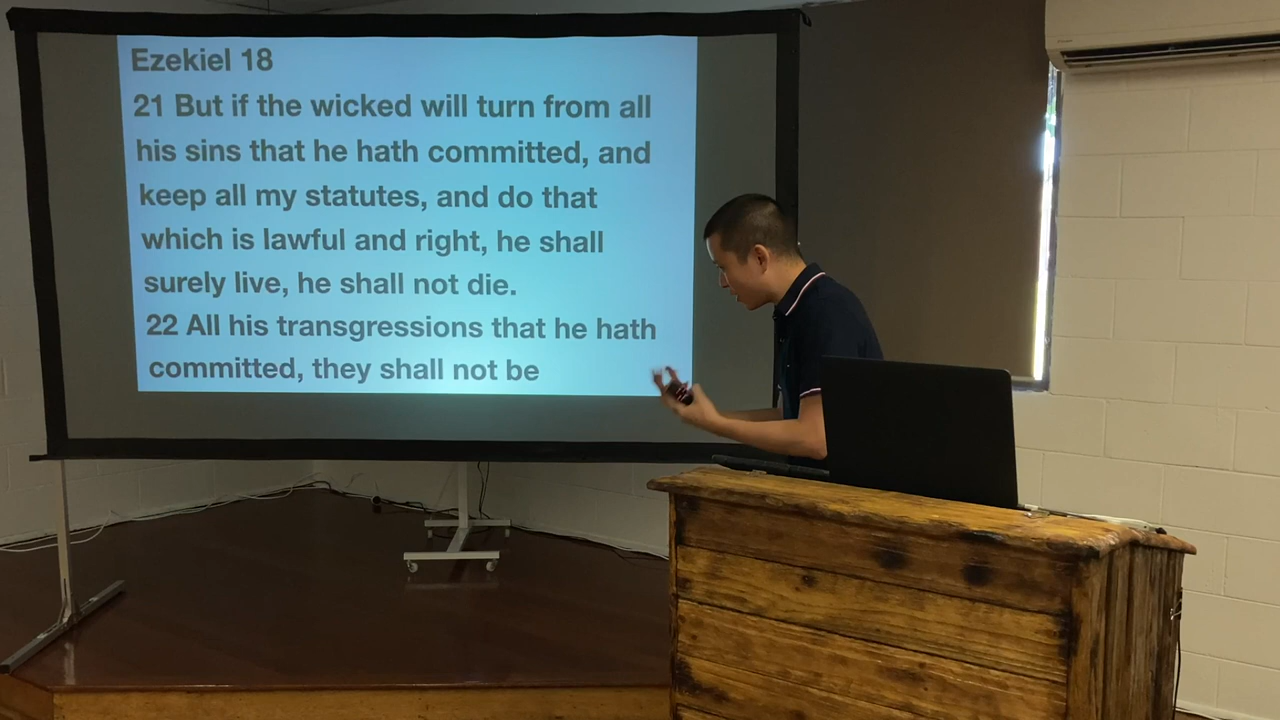 Ezekiel 18
21 But if the wicked will turn from all
his sins that he hath committed, and
keep all my statutes, and do that
which is lawful and right, he shall
surely live, he shall not die.
22 All his transgressions that he hath
committed, they shall not be